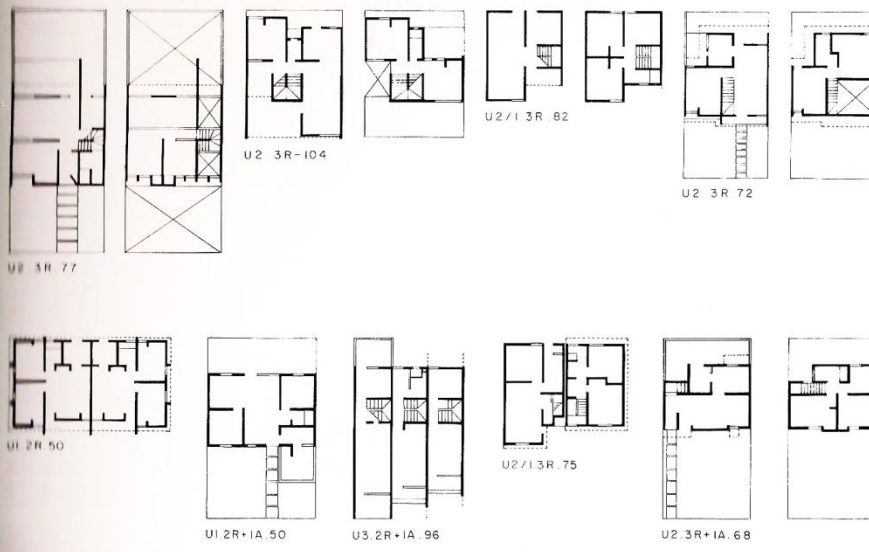 U2 3R-104
U2/1.3R.82
U2 3R 72
U2 3R.77
U1.2R.50
U1.2R+1A.50
U3.2R+1A.96
U2/1.3R.75
U2.3R+1A.68